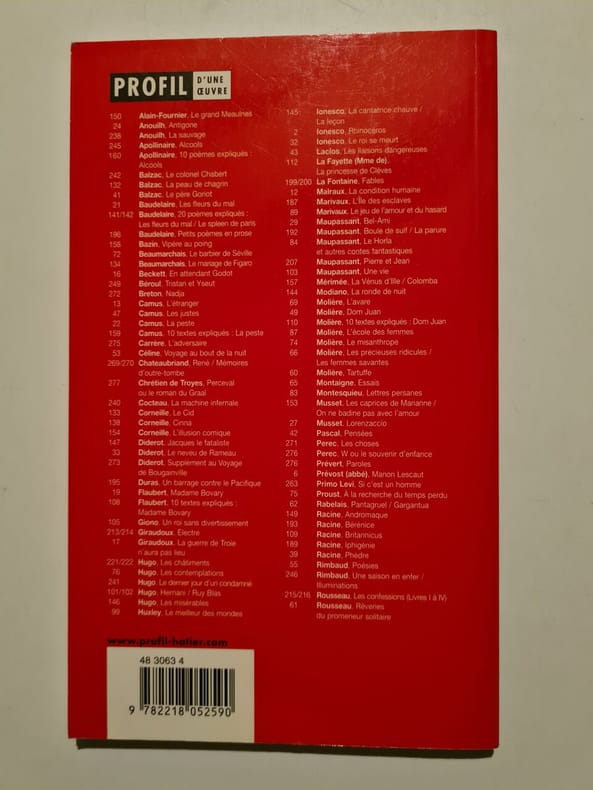 PROFIL
D'UNE
ŒUVRE
150 Alain-Fournier, Le grand Meaulnes
24 Anouilh, Antigone
238 Anouilh, La sauvage
245 Apollinaire, Alcools
160 Apollinaire, 10 poèmes expliqués :
Alcools
242 Balzac, Le colonel Chabert
132 Balzac, La peau de chagrin
41 Balzac, Le père Goriot
21 Baudelaire, Les fleurs du mal
141/142 Baudelaire, 20 poèmes expliqués :
Les fleurs du mal / Le spleen de paris
196 Baudelaire, Petits poèmes en prose
158 Bazin, Vipère au poing
72 Beaumarchais, Le barbier de Séville
134 Beaumarchais, Le mariage de Figaro
16 Beckett, En attendant Godot
249 Béroul, Tristan et Yseut
272 Breton, Nadja
13 Camus, L'étranger
47 Camus, Les justes
22 Camus, La peste
159 Camus, 10 textes expliqués : La peste
275 Carrère, L'adversaire
53 Céline, Voyage au bout de la nuit
269/270 Chateaubriand, René / Mémoires
d'outre-tombe
277 Chrétien de Troyes, Perceval
ou le roman du Graal
240 Cocteau, La machine infernale
133 Corneille, Le Cid
138 Corneille, Cinna
154 Corneille, L'illusion comique
147 Diderot, Jacques le fataliste
33 Diderot, Le neveu de Rameau
273 Diderot, Supplément au Voyage
de Bougainville
195 Duras, Un barrage contre le Pacifique
19 Flaubert, Madame Bovary
108 Flaubert, 10 textes expliqués :
Madame Bovary
105 Giono, Un roi sans divertissement
213/214 Giraudoux, Électre
17 Giraudoux, La guerre de Troie
n'aura pas lieu
221/222 Hugo, Les châtiments
76 Hugo, Les contemplations
241 Hugo, Le dernier jour d'un condamné
101/102 Hugo, Hernani / Ruy Blas
146 Hugo, Les misérables
99 Huxley, Le meilleur des mondes
145 Ionesco, La cantatrice chauve /
La leçon
2 Ionesco, Rhinocéros
32 Ionesco, Le roi se meurt
43 Laclos, Les liaisons dangereuses
112 La Fayette (Mme de),
La princesse de Clèves
199/200 La Fontaine, Fables
12 Malraux, La condition humaine
187 Marivaux, L'Île des esclaves
89 Marivaux, Le jeu de l'amour et du hasard
29 Maupassant, Bel-Ami
192 Maupassant, Boule de suif / La parure
84 Maupassant, Le Horla
et autres contes fantastiques
207 Maupassant, Pierre et Jean
103 Maupassant, Une vie
157 Mérimée, La Vénus d'Ille / Colomba
144 Modiano, La ronde de nuit
69 Molière, L'avare
49 Molière, Dom Juan
110 Molière, 10 textes expliqués : Dom Juan
87 Molière, L'école des femmes
74 Molière, Le misanthrope
66 Molière, Les précieuses ridicules /
Les femmes savantes
60 Molière, Tartuffe
65 Montaigne, Essais
83 Montesquieu, Lettres persanes
153 Musset, Les caprices de Marianne /
On ne badine pas avec l'amour
27 Musset, Lorenzaccio
42 Pascal, Pensées
271 Perec, Les choses
276 Perec, W ou le souvenir d'enfance
276 Prévert, Paroles
6 Prévost (abbé), Manon Lescaut
263 Primo Levi, Si c'est un homme
75 Proust, À la recherche du temps perdu
62 Rabelais, Pantagruel / Gargantua
149 Racine, Andromaque
193 Racine, Bérénice
109 Racine, Britannicus
189 Racine, Iphigénie
39 Racine, Phèdre
55 Rimbaud, Poésies
246 Rimbaud, Une saison en enfer /
Illuminations
215/216 Rousseau, Les confessions (Livres I à IV)
61 Rousseau, Rêveries
du promeneur solitaire
www.profil-hatier.com
48 3063 4
9 782218 052590